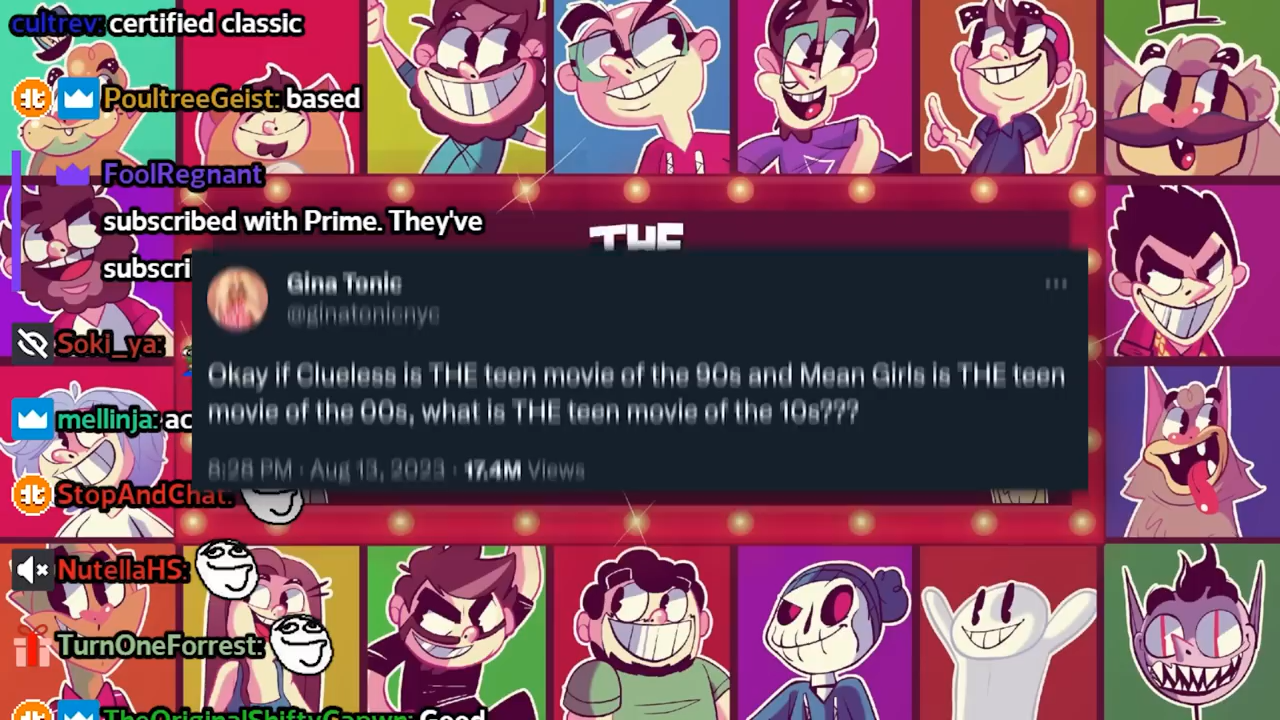 cultrev: certified classic
PoultreeGeist: based
FoolRegnant
subscribed with Prime. They've
subscri
THE
Gina Tonic
@ginatonicnyc
Okay if Clueless is THE teen movie of the 90s and Mean Girls is THE teen
movie of the 00s, what is THE teen movie of the 10s???
8:28 PM · Aug 13, 2023 · 17.4M Views
Soki_ya:
mellinja: ac
StopAndChat:
NutellaHS:
TurnOneForrest:
TheOriginalShiftyGapwn: Good